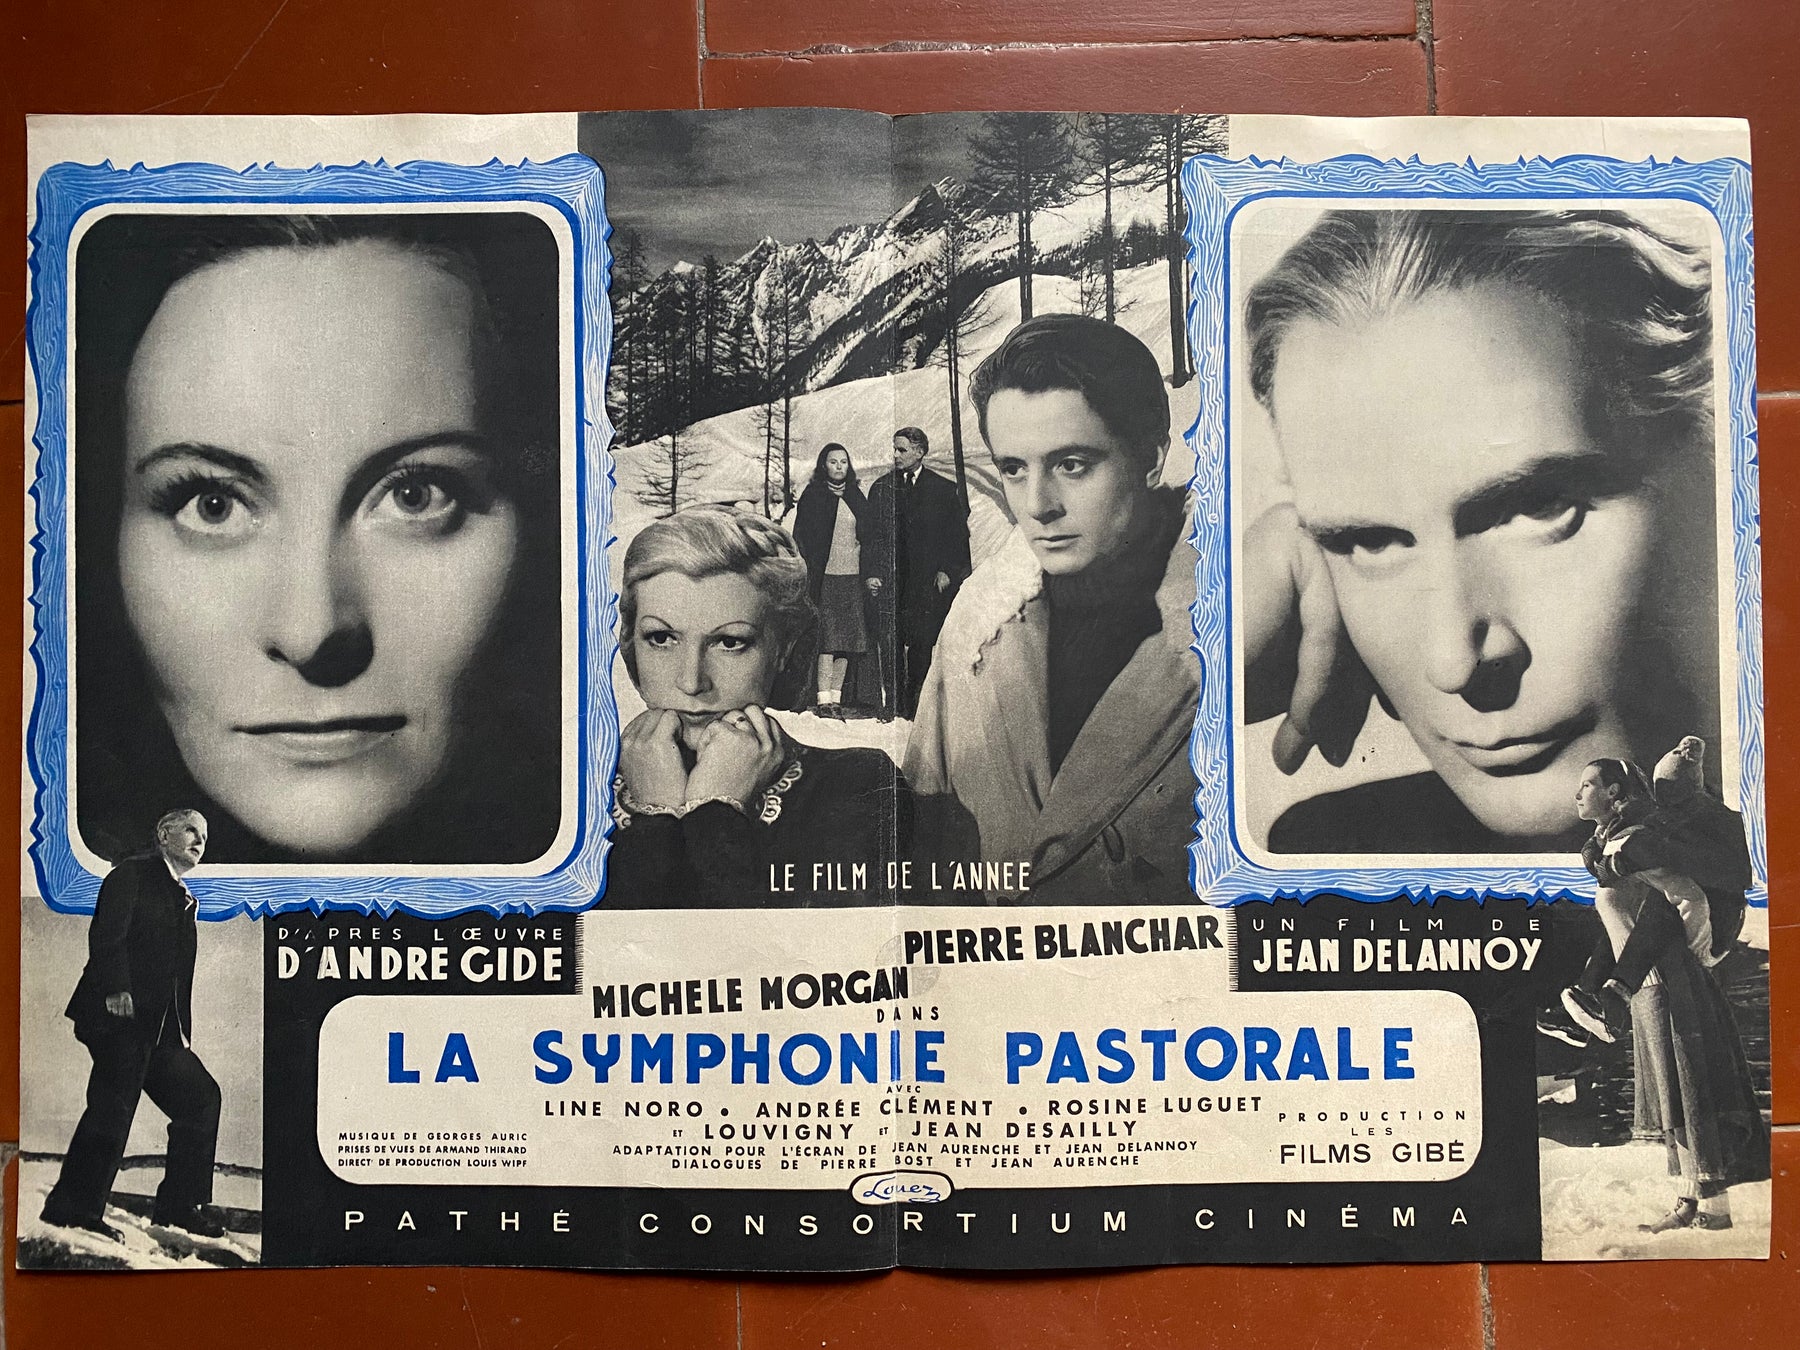 LE FILM DE L'ANNEE
D'APRES L'ŒUVRE
D'ANDRE GIDE
PIERRE BLANCHAR
MICHELE MORGAN
UN FILM DE
JEAN DELANNOY
DANS
LA SYMPHONIE PASTORALE
AVEC
LINE NORO • ANDRÉE CLÉMENT • ROSINE LUGUET
ET LOUVIGNY ET JEAN DESAILLY
ADAPTATION POUR L'ÉCRAN DE JEAN AURENCHE ET JEAN DELANNOY
DIALOGUES DE PIERRE BOST ET JEAN AURENCHE
MUSIQUE DE GEORGES AURIC
PRISES DE VUES DE ARMAND THIRARD
DIRECT' DE PRODUCTION LOUIS WIPF
PRODUCTION
LES
FILMS GIBÉ
Louez
PATHÉ CONSORTIUM CINÉMA